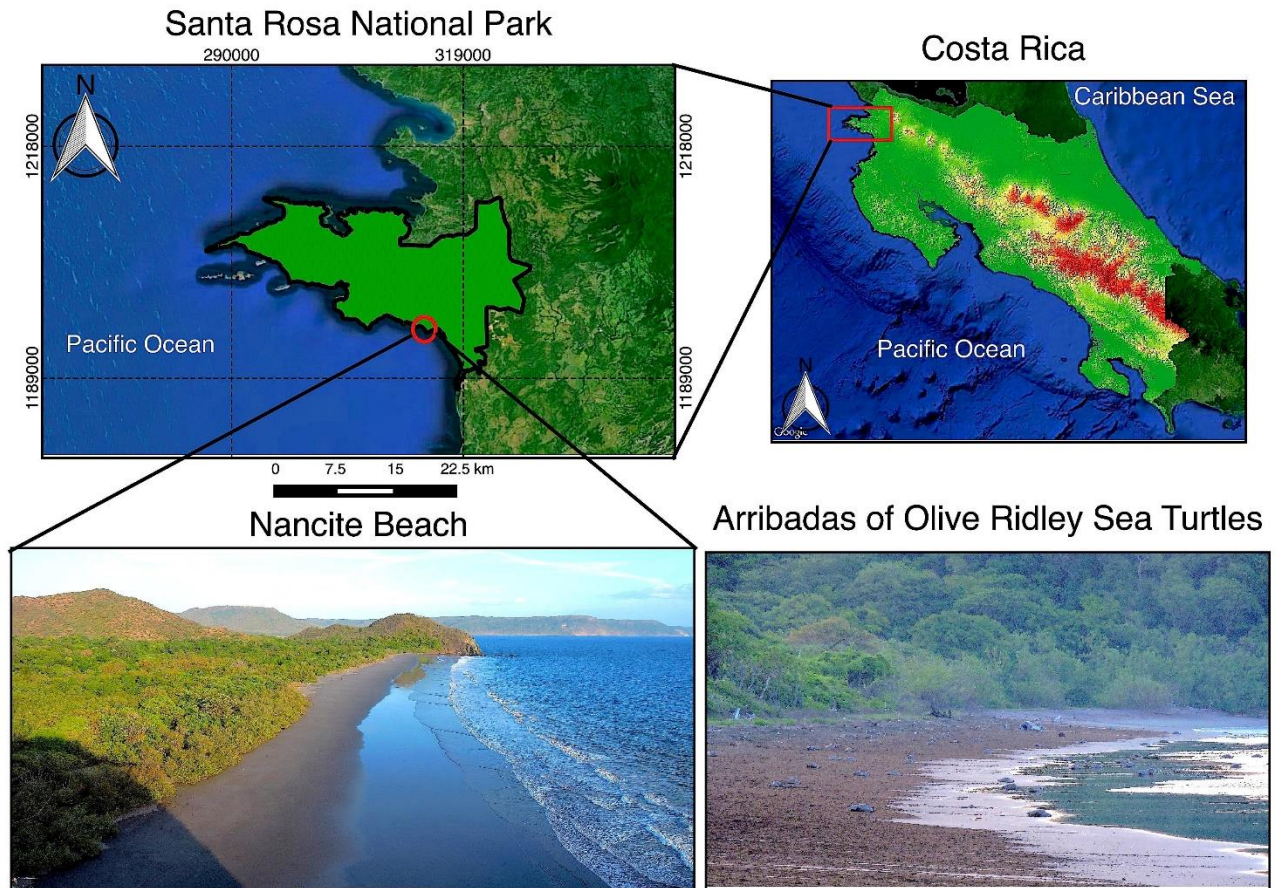 Santa Rosa National Park
290000
319000
N
1218000
1218000
1189000
1189000
Pacific Ocean
0 7.5 15 22.5 km
Costa Rica
Caribbean Sea
Pacific Ocean
N
Google
Nancite Beach
Arribadas of Olive Ridley Sea Turtles